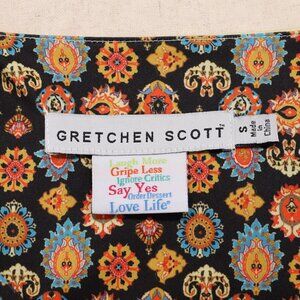 GRETCHEN SCOTT
S
Made in
China
Laugh More
Gripe Less
Ignore Critics
Say Yes
Order Dessert
Love Life®